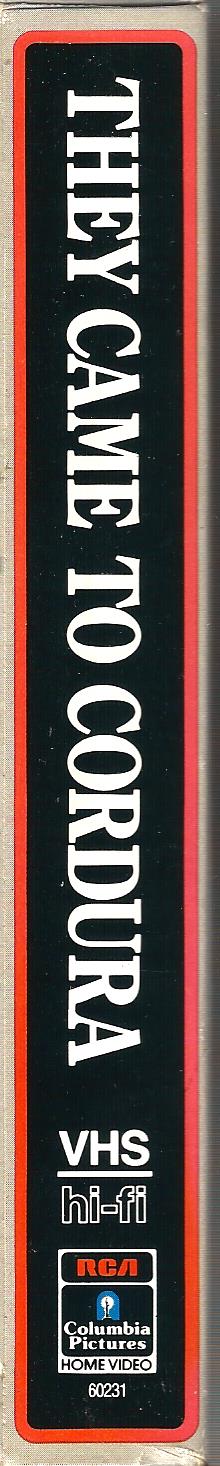 THEY CAME TO CORDURA
VHS
hi-fi
RCA
Columbia
Pictures
HOME VIDEO
60231